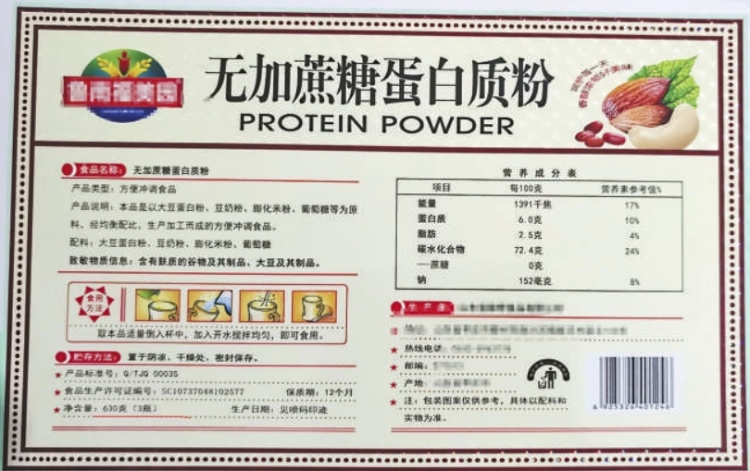 无加蔗糖蛋白质粉
PROTEIN POWDER
食品名称：无加蔗糖蛋白质粉
产品类型：方便冲调食品
产品说明：本品是以大豆蛋白粉、豆奶粉、膨化米粉、葡萄糖等为原
料，经均衡配比，生产加工而成的方便冲调食品。
配料：大豆蛋白粉、豆奶粉、膨化米粉、葡萄糖
致敏物质信息：含有麸质的谷物及其制品、大豆及其制品。
食用
方法
取本品适量倒入杯中，加入开水搅拌均匀，即可食用。
贮存方法：置于阴凉、干燥处、密封保存。
产品标准号：Q/TJQ 0003S
食品生产许可证编号：SC10737048102577 保质期：12个月
净含量：630克（3瓶） 生产日期：见喷码印迹
营养成分表
项目 每100克 营养素参考值%
能量 1391千焦 17%
蛋白质 6.0克 10%
脂肪 2.5克 4%
碳水化合物 72.4克 24%
——蔗糖 0克
钠 152毫克 8%
生产商
地址：
热线电话：
邮编：
产地：
注：包装图案仅供参考，具体以配料和
实物为准。